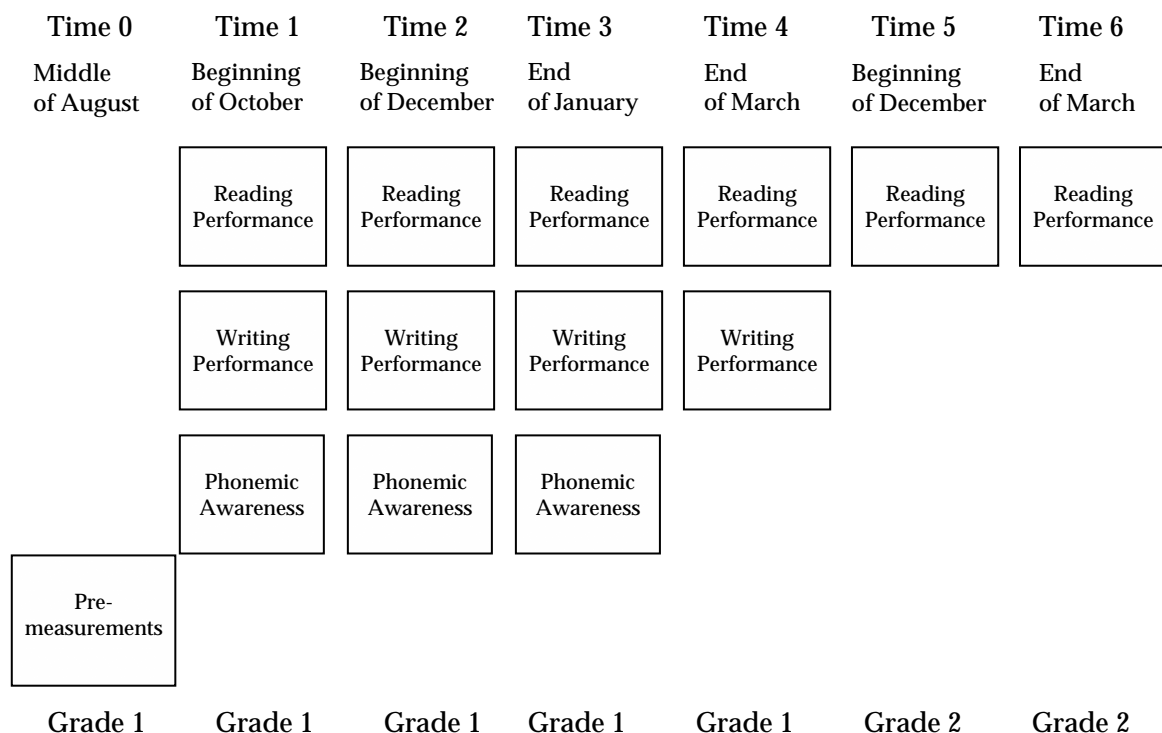 Time 0 Time 1 Time 2 Time 3 Time 4 Time 5 Time 6
Middle Beginning Beginning End End Beginning End
of August of October of December of January of March of December of March
Reading Reading Reading Reading Reading Reading
Performance Performance Performance Performance Performance Performance
Writing Writing Writing Writing
Performance Performance Performance Performance
Phonemic Phonemic Phonemic
Awareness Awareness Awareness
Pre-
measurements
Grade 1 Grade 1 Grade 1 Grade 1 Grade 1 Grade 2 Grade 2